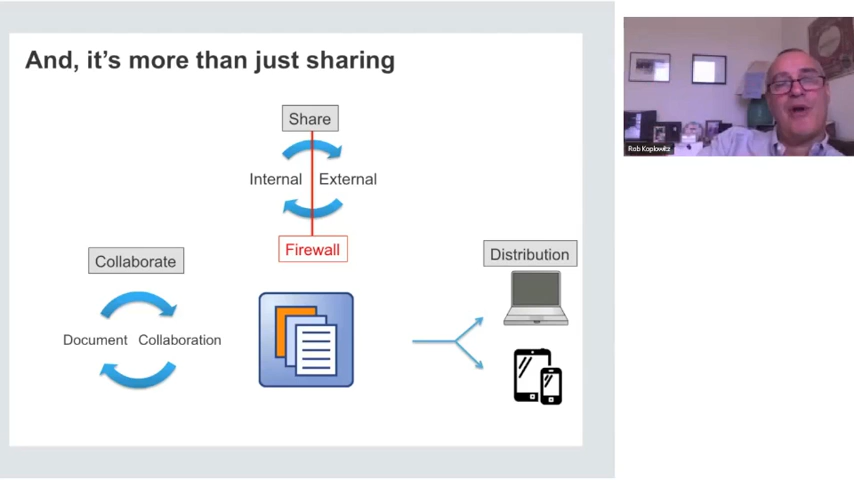 And, it's more than just sharing
Share
Internal External
Firewall
Collaborate
Distribution
Document Collaboration
Rob Koplowitz